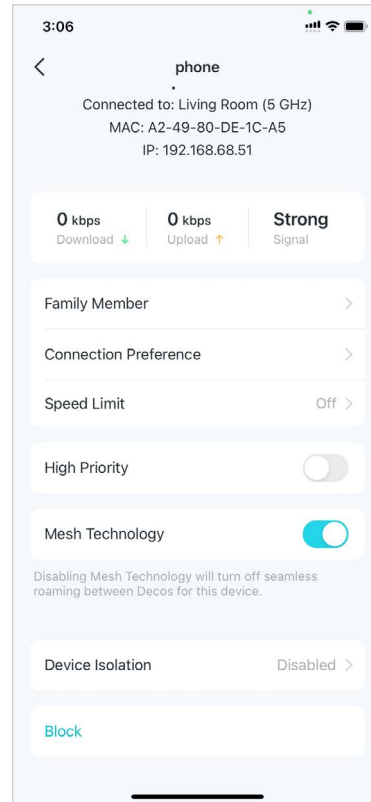 3:06
phone
Connected to: Living Room (5 GHz)
MAC: A2-49-80-DE-1C-A5
IP: 192.168.68.51
0 kbps
Download ↓
0 kbps
Upload ↑
Strong
Signal
Family Member
Connection Preference
Speed Limit Off
High Priority
Mesh Technology
Disabling Mesh Technology will turn off seamless
roaming between Decos for this device.
Device Isolation Disabled
Block